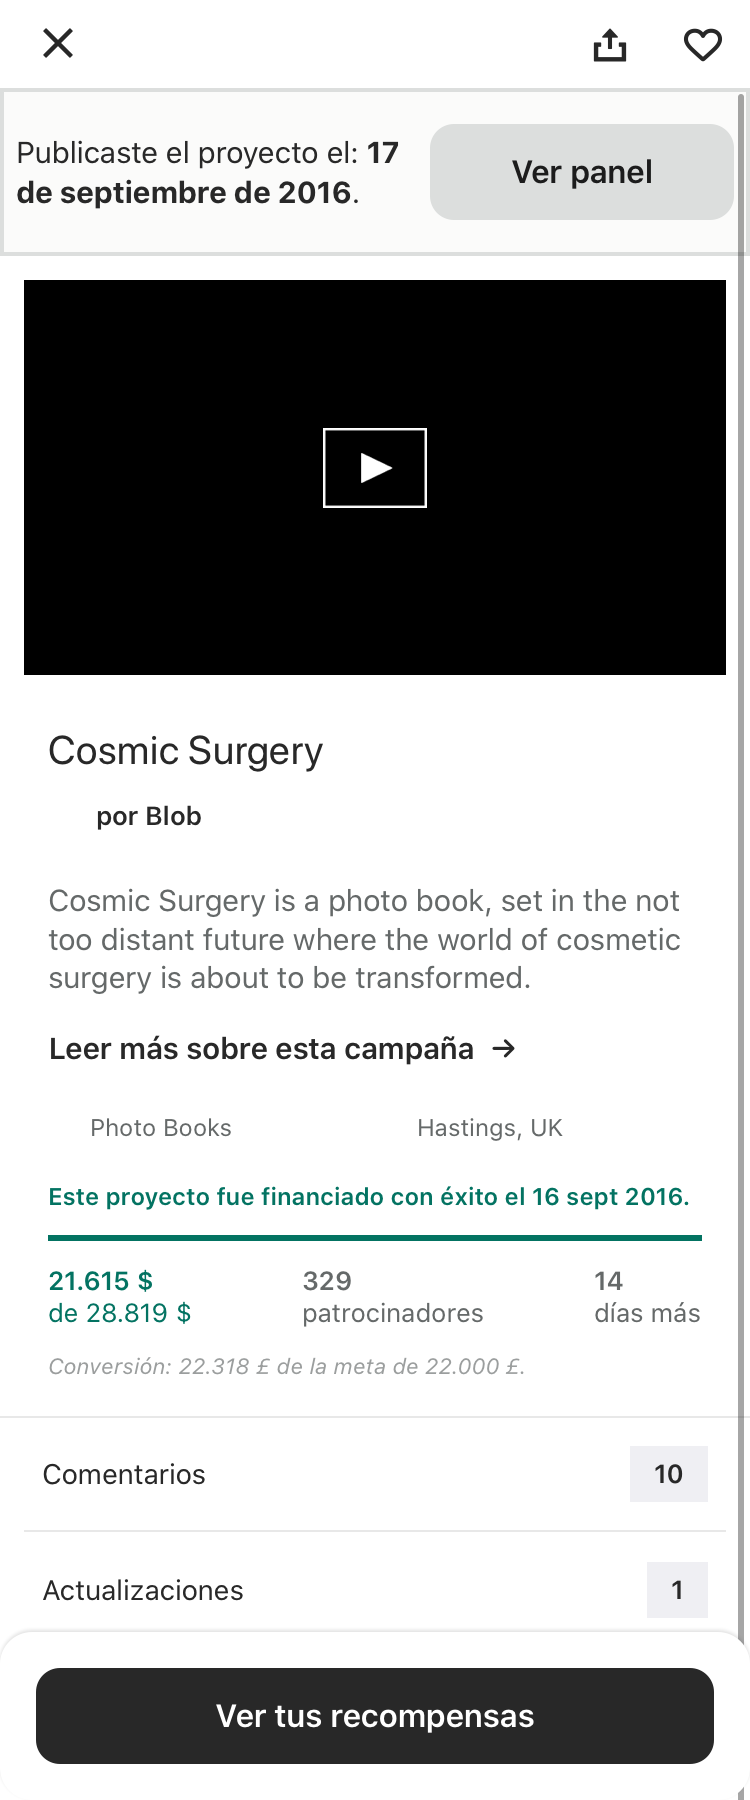 Publicaste el proyecto el: 17
de septiembre de 2016.
Ver panel
Cosmic Surgery
por Blob
Cosmic Surgery is a photo book, set in the not
too distant future where the world of cosmetic
surgery is about to be transformed.
Leer más sobre esta campaña →
Photo Books
Hastings, UK
Este proyecto fue financiado con éxito el 16 sept 2016.
21.615 $
de 28.819 $
329
patrocinadores
14
días más
Conversión: 22.318 £ de la meta de 22.000 £.
Comentarios
10
Actualizaciones
1
Ver tus recompensas